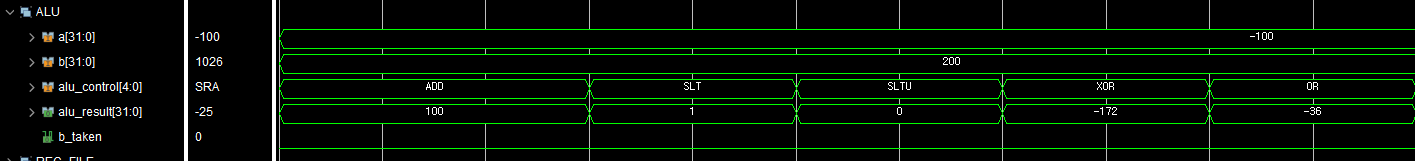 ALU
a[31:0] -100 -100
b[31:0] 1026 200
alu_control[4:0] SRA ADD SLT SLTU XOR OR
alu_result[31:0] -25 100 1 0 -172 -36
b_taken 0
REG_FILE